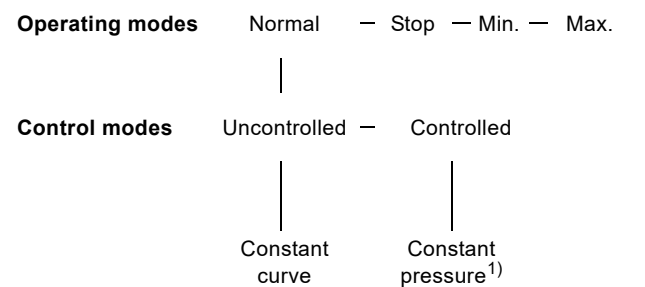 Operating modes Normal – Stop – Min. – Max.
Control modes Uncontrolled – Controlled
Constant Constant
curve pressure1)